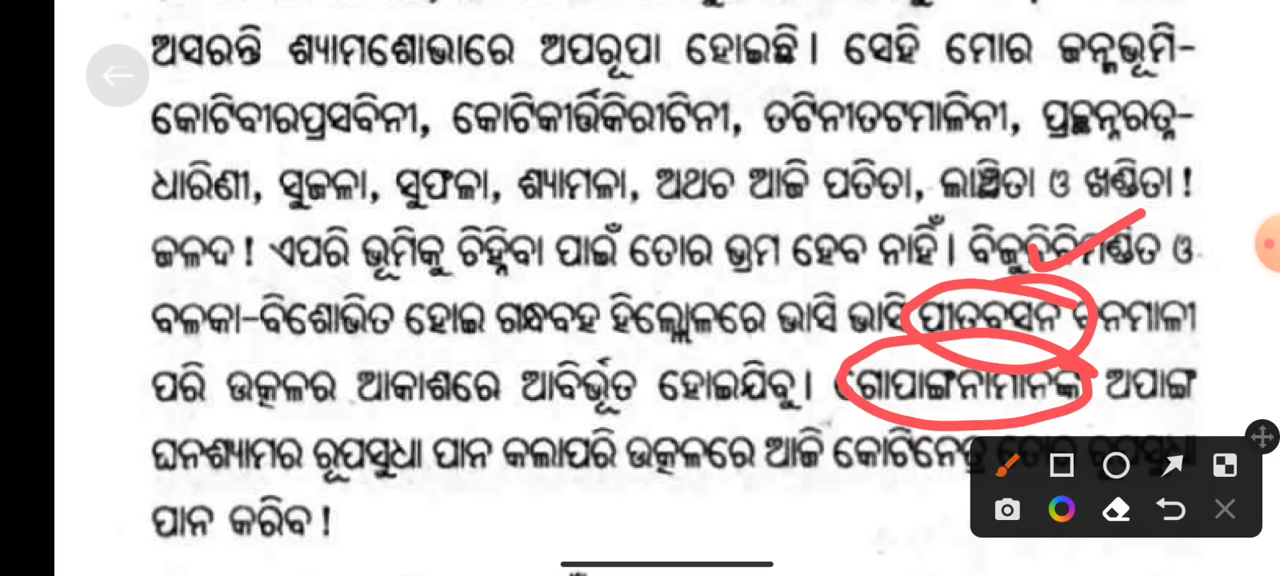 ଅସରନ୍ତି ଶ୍ୟାମଶୋଭାରେ ଅପରୂପା ହୋଇଛି । ସେହି ମୋର ଜନ୍ମଭୂମି-
କୋଟିବୀରପ୍ରସବିନୀ, କୋଟିକୀର୍ତ୍ତିକିରୀଟିନୀ, ତଟିନୀତଟମାଳିନୀ, ପ୍ରଚ୍ଛନ୍ନରତ୍ନ-
ଧାରିଣୀ, ସୁଜଳା, ସୁଫଳା, ଶ୍ୟାମଳା, ଅଥଚ ଆଜି ପତିତା, ଲାଞ୍ଛିତା ଓ ଖଣ୍ଡିତା !
ଜଳଦ ! ଏପରି ଭୂମିକୁ ଚିହ୍ନିବା ପାଇଁ ତୋର ଭ୍ରମ ହେବ ନାହିଁ । ବିଜୁଳିବିମଣ୍ଡିତ ଓ
ବଳକା-ବିଶୋଭିତ ହୋଇ ଗନ୍ଧବହ ହିଲ୍ଲୋଳରେ ଭାସି ଭାସି ପୀତବସନ ବନମାଳୀ
ପରି ଉତ୍କଳର ଆକାଶରେ ଆବିର୍ଭୂତ ହୋଇଯିବୁ । ଗୋପାଙ୍ଗନାମାନଙ୍କ ଅପାଙ୍ଗ
ଘନଶ୍ୟାମର ରୂପସୁଧା ପାନ କଲାପରି ଉତ୍କଳରେ ଆଜି କୋଟିନେତ୍ର ତୋର ରୂପସୁଧା
ପାନ କରିବ !